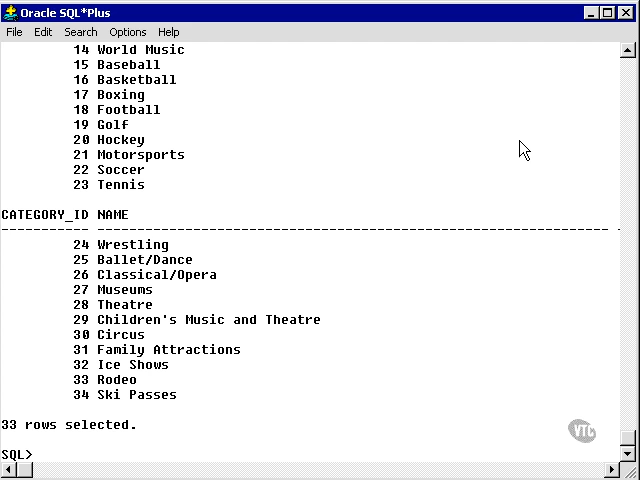 Oracle SQL*Plus
File Edit Search Options Help
14 World Music
15 Baseball
16 Basketball
17 Boxing
18 Football
19 Golf
20 Hockey
21 Motorsports
22 Soccer
23 Tennis
CATEGORY_ID NAME
24 Wrestling
25 Ballet/Dance
26 Classical/Opera
27 Museums
28 Theatre
29 Children's Music and Theatre
30 Circus
31 Family Attractions
32 Ice Shows
33 Rodeo
34 Ski Passes
33 rows selected.
VTC
SQL>